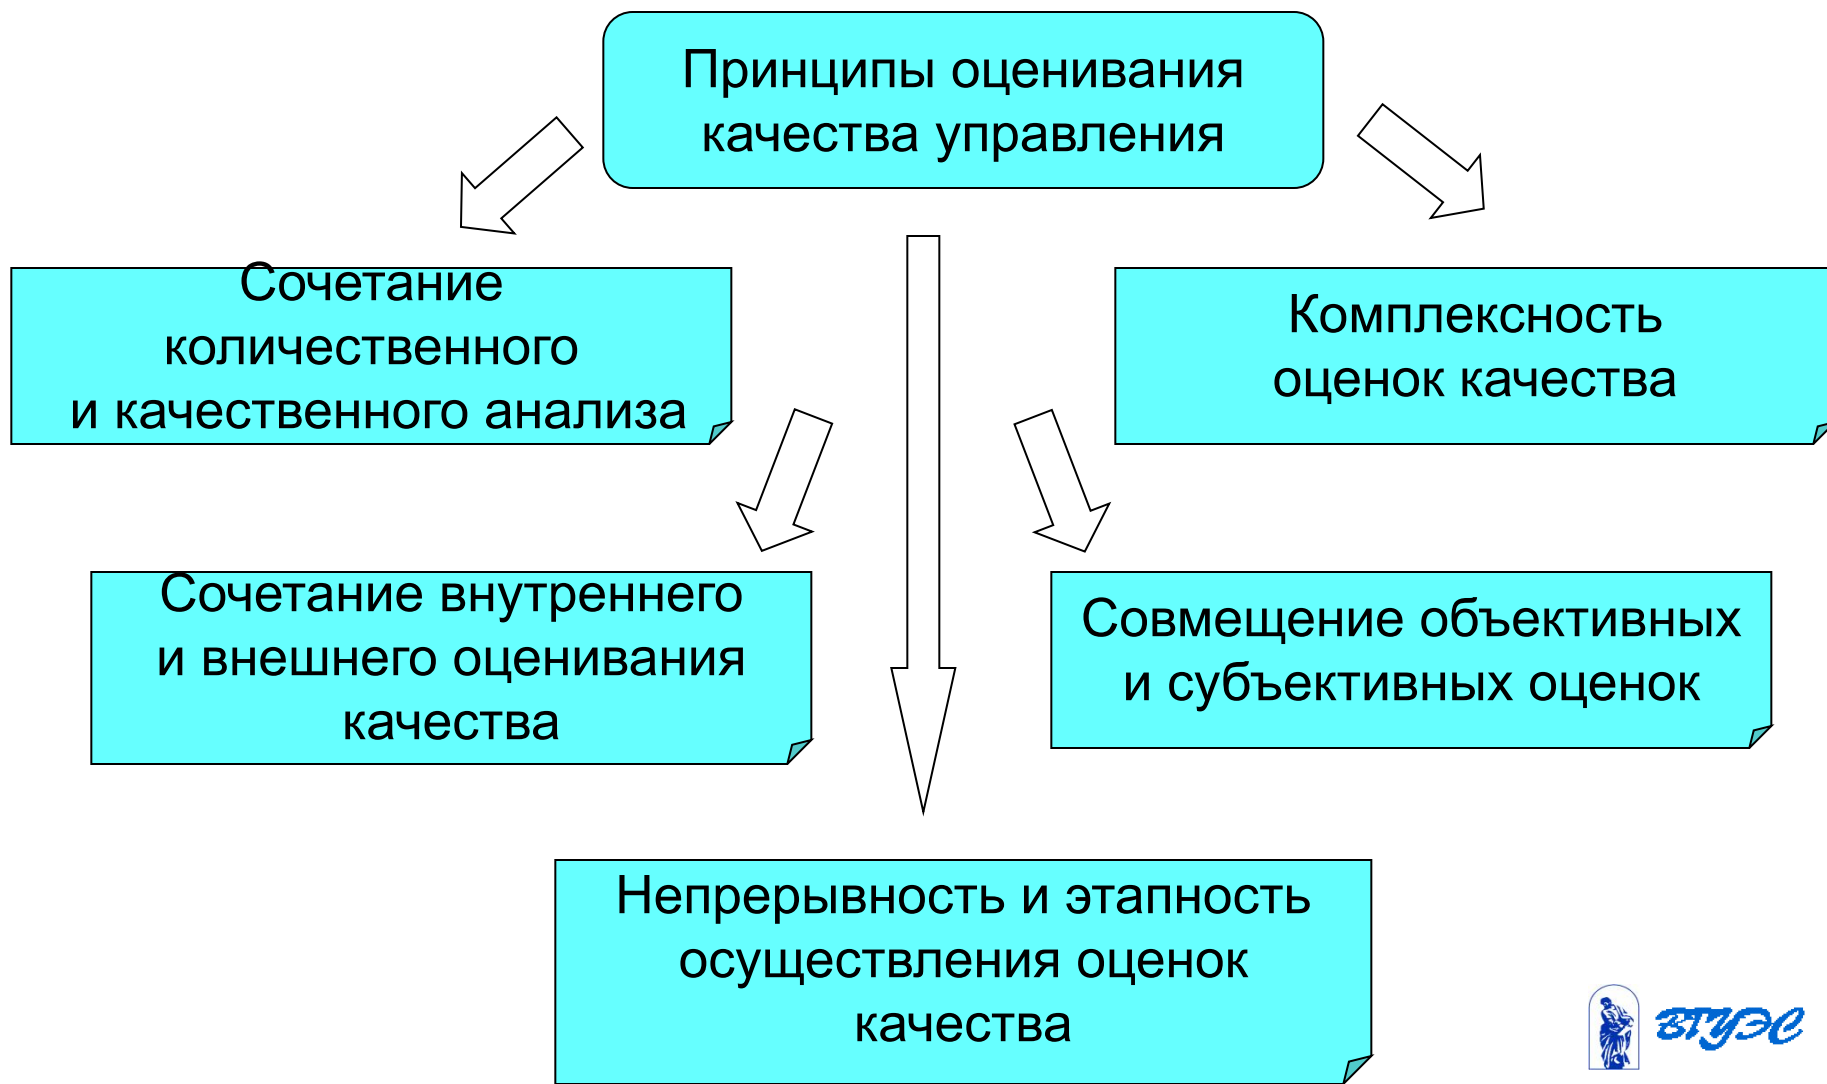 Принципы оценивания
качества управления
Сочетание
количественного
и качественного анализа
Комплексность
оценок качества
Сочетание внутреннего
и внешнего оценивания
качества
Совмещение объективных
и субъективных оценок
Непрерывность и этапность
осуществления оценок
качества
ВГУЭС